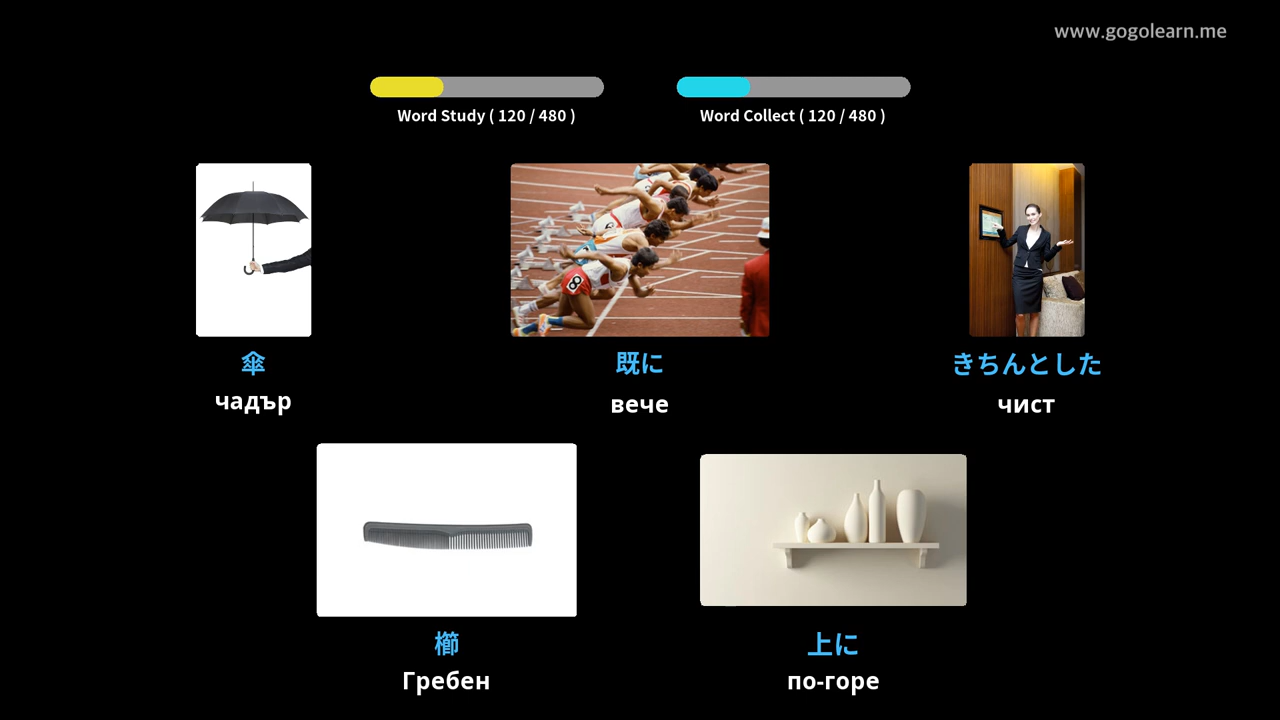 www.gogolearn.me
Word Study ( 120 / 480 )
Word Collect ( 120 / 480 )
傘
чадър
既に
вече
きちんとした
чист
櫛
Гребен
上に
по-горе